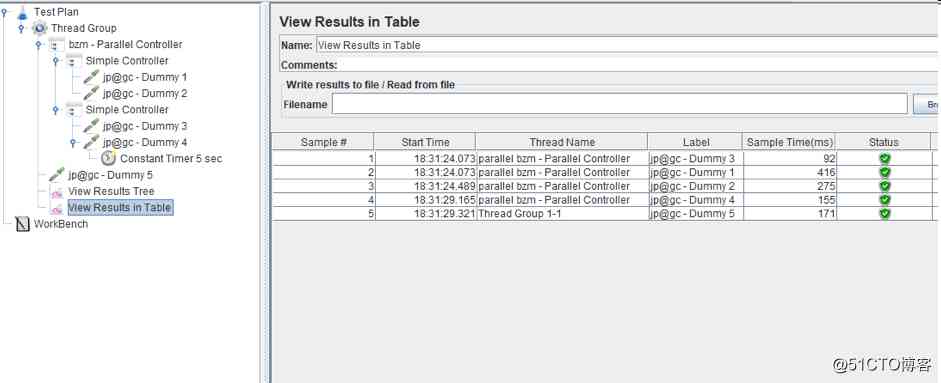 Test Plan
Thread Group
bzm - Parallel Controller
Simple Controller
jp@gc - Dummy 1
jp@gc - Dummy 2
Simple Controller
jp@gc - Dummy 3
jp@gc - Dummy 4
Constant Timer 5 sec
jp@gc - Dummy 5
View Results Tree
View Results in Table
WorkBench
View Results in Table
Name: View Results in Table
Comments:
Write results to file / Read from file
Filename Bro
Sample # Start Time Thread Name Label Sample Time(ms) Status
1 18:31:24.073 parallel bzm - Parallel Controller jp@gc - Dummy 3 92
2 18:31:24.073 parallel bzm - Parallel Controller jp@gc - Dummy 1 416
3 18:31:24.489 parallel bzm - Parallel Controller jp@gc - Dummy 2 275
4 18:31:29.165 parallel bzm - Parallel Controller jp@gc - Dummy 4 155
5 18:31:29.321 Thread Group 1-1 jp@gc - Dummy 5 171
@51CTO博客